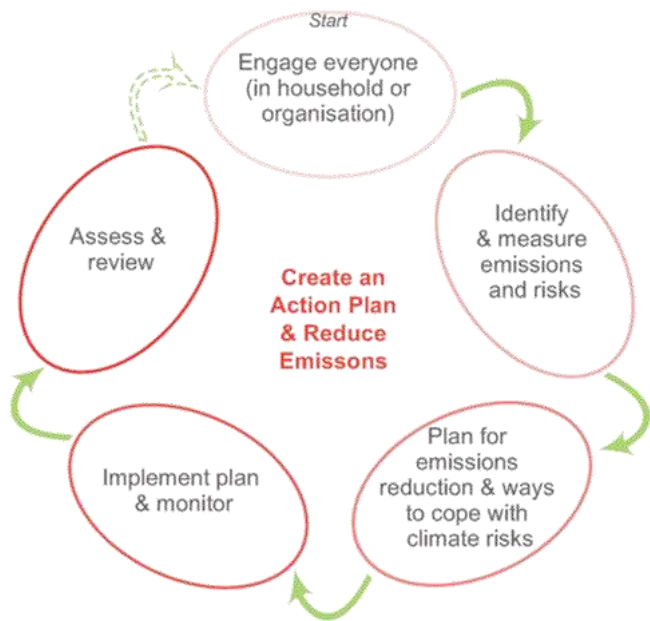 Start
Engage everyone
(in household or
organisation)
Identify
& measure
emissions
and risks
Plan for
emissions
reduction & ways
to cope with
climate risks
Implement plan
& monitor
Assess &
review
Create an
Action Plan
& Reduce
Emissons